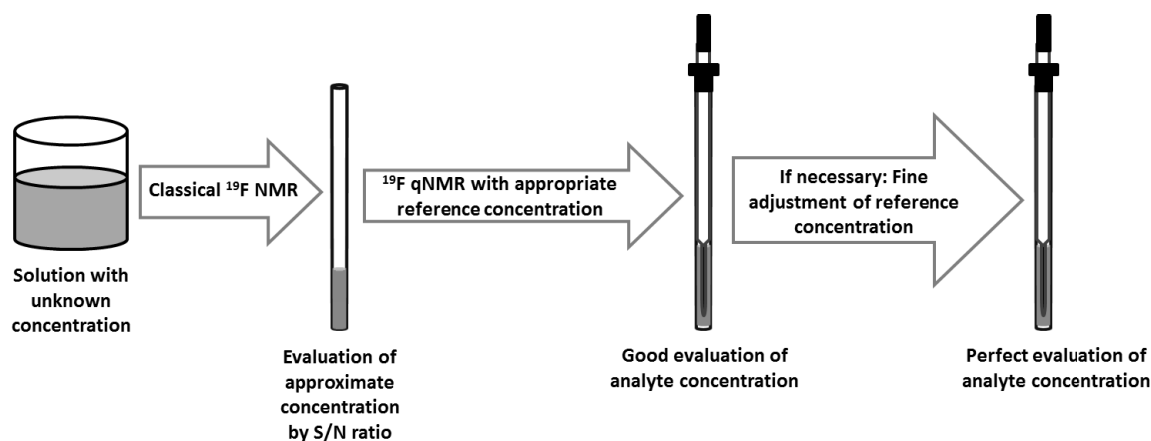 Solution with
unknown
concentration
Classical ¹⁹F NMR
Evaluation of
approximate
concentration
by S/N ratio
¹⁹F qNMR with appropriate
reference concentration
Good evaluation of
analyte concentration
If necessary: Fine
adjustment of reference
concentration
Perfect evaluation of
analyte concentration